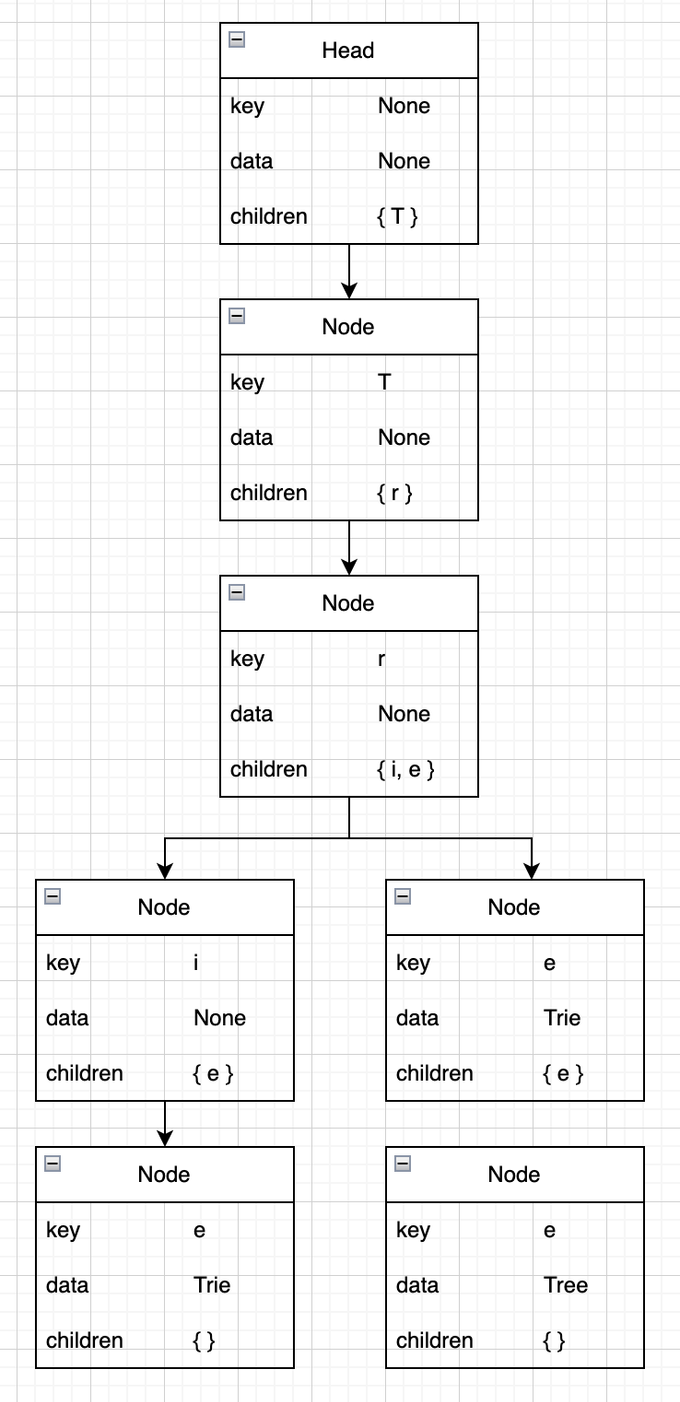 Head
key None
data None
children { T }
Node
key T
data None
children { r }
Node
key r
data None
children { i, e }
Node
key i
data None
children { e }
Node
key e
data Trie
children { e }
Node
key e
data Trie
children { }
Node
key e
data Tree
children { }